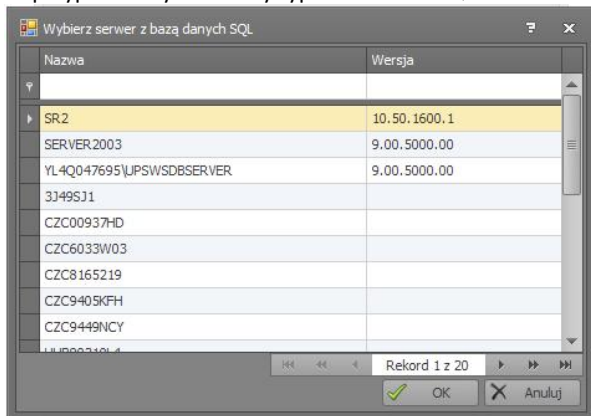 Wybierz serwer z bazą danych SQL
Nazwa Wersja
SR2 10.50.1600.1
SERVER2003 9.00.5000.00
YL4Q047695\UPSWSDBSERVER 9.00.5000.00
3J49SJ1
CZC00937HD
CZC6033W03
CZC8165219
CZC9405KFH
CZC9449NCY
Rekord 1 z 20
OK Anuluj